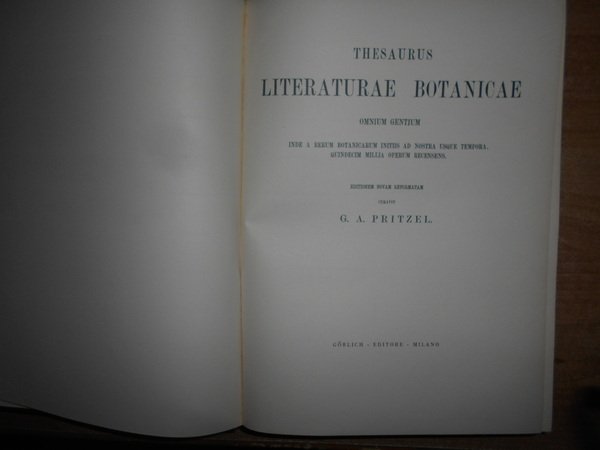 THESAURUS
LITERATURAE BOTANICAE
OMNIUM GENTIUM
INDE A RERUM BOTANICARUM INITIIS AD NOSTRA USQUE TEMPORA,
QUINDECIM MILLIA OPERUM RECENSENS.
EDITIONEM NOVAM REFORMATAM
CURAVIT
G. A. PRITZEL.
GÖRLICH - EDITORE - MILANO